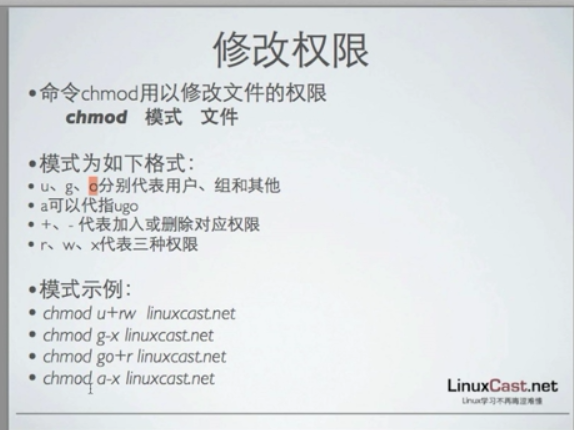 修改权限
•命令chmod用以修改文件的权限
chmod 模式 文件
•模式为如下格式：
• u、g、o分别代表用户、组和其他
• a可以代指ugo
• +、- 代表加入或删除对应权限
• r、w、x代表三种权限
•模式示例：
• chmod u+rw linuxcast.net
• chmod g-x linuxcast.net
• chmod go+r linuxcast.net
• chmod a-x linuxcast.net
LinuxCast.net
Linux学习不再晦涩难懂